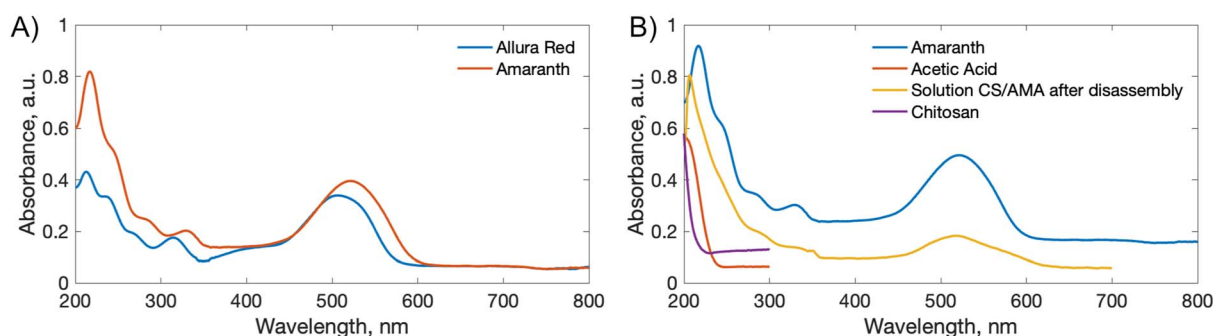 A)
Absorbance, a.u.
1
0.8
0.6
0.4
0.2
0
200 300 400 500 600 700 800
Wavelength, nm
Allura Red
Amaranth
B)
Absorbance, a.u.
1
0.8
0.6
0.4
0.2
0
200 300 400 500 600 700 800
Wavelength, nm
Amaranth
Acetic Acid
Solution CS/AMA after disassembly
Chitosan